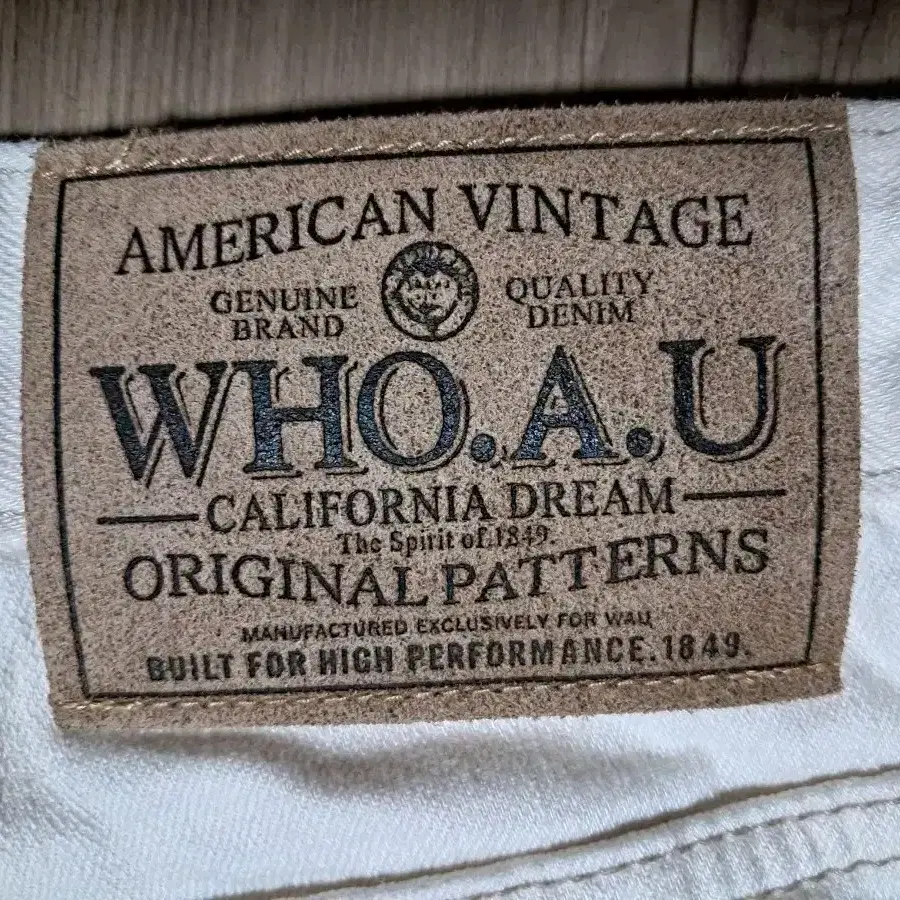 AMERICAN VINTAGE
GENUINE BRAND
QUALITY DENIM
WHO.A.U
CALIFORNIA DREAM
The Spirit of.1849.
ORIGINAL PATTERNS
MANUFACTURED EXCLUSIVELY FOR WAU
BUILT FOR HIGH PERFORMANCE.1849.